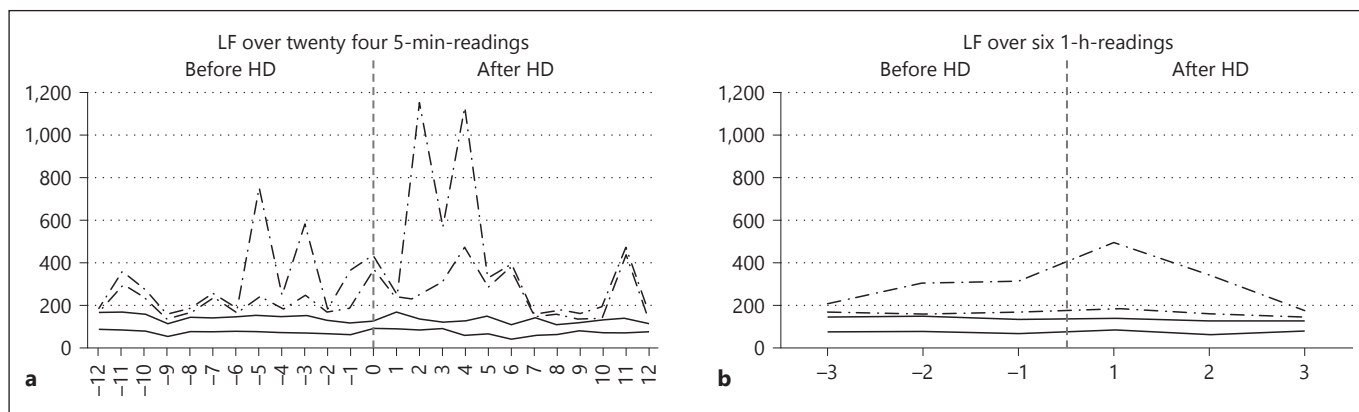 LF over twenty four 5-min-readings
Before HD After HD
1,200
1,000
800
600
400
200
0
–12 –11 –10 –9 –8 –7 –6 –5 –4 –3 –2 –1 0 1 2 3 4 5 6 7 8 9 10 11 12
a
LF over six 1-h-readings
Before HD After HD
1,200
1,000
800
600
400
200
0
–3 –2 –1 1 2 3
b